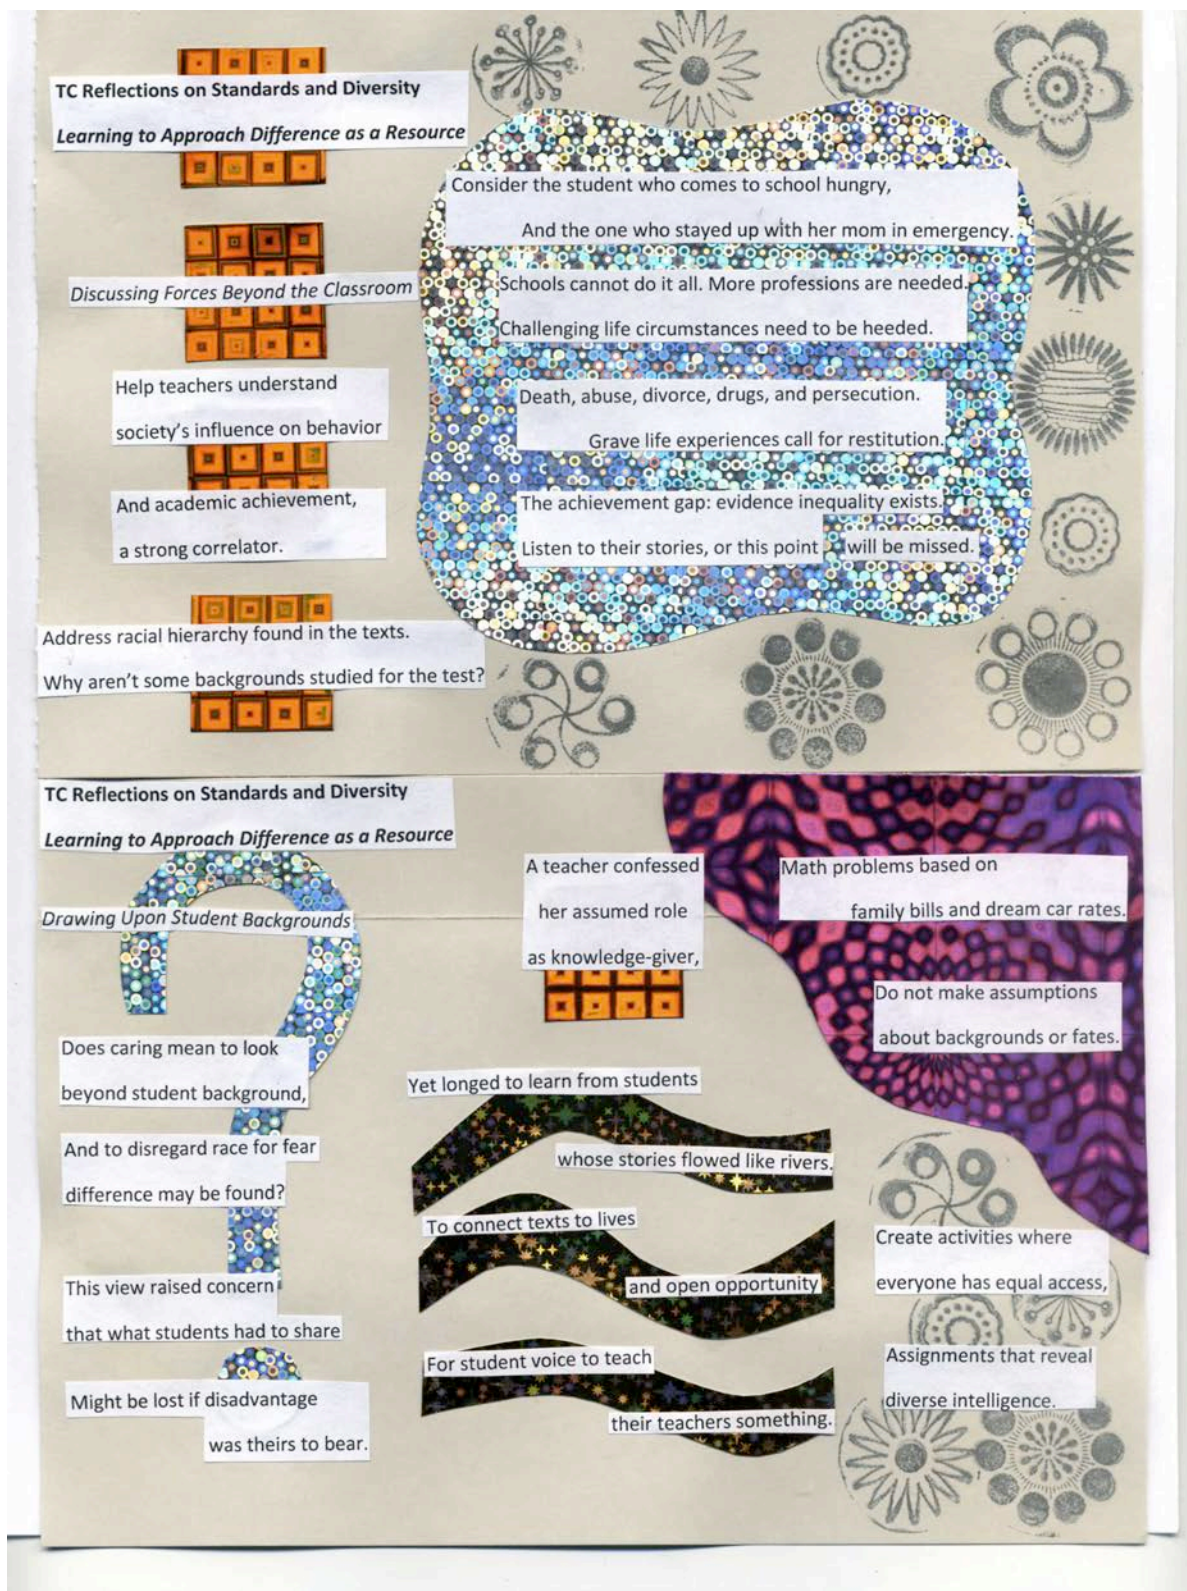 TC Reflections on Standards and Diversity
Learning to Approach Difference as a Resource
Discussing Forces Beyond the Classroom
Help teachers understand
society's influence on behavior
And academic achievement,
a strong correlator.
Address racial hierarchy found in the texts.
Why aren't some backgrounds studied for the test?
Consider the student who comes to school hungry,
And the one who stayed up with her mom in emergency.
Schools cannot do it all. More professions are needed.
Challenging life circumstances need to be heeded.
Death, abuse, divorce, drugs, and persecution.
Grave life experiences call for restitution.
The achievement gap: evidence inequality exists.
Listen to their stories, or this point will be missed.
TC Reflections on Standards and Diversity
Learning to Approach Difference as a Resource
Drawing Upon Student Backgrounds
Does caring mean to look
beyond student background,
And to disregard race for fear
difference may be found?
This view raised concern
that what students had to share
Might be lost if disadvantage
was theirs to bear.
A teacher confessed
her assumed role
as knowledge-giver,
Yet longed to learn from students
whose stories flowed like rivers.
To connect texts to lives
and open opportunity
For student voice to teach
their teachers something.
Math problems based on
family bills and dream car rates.
Do not make assumptions
about backgrounds or fates.
Create activities where
everyone has equal access,
Assignments that reveal
diverse intelligence.